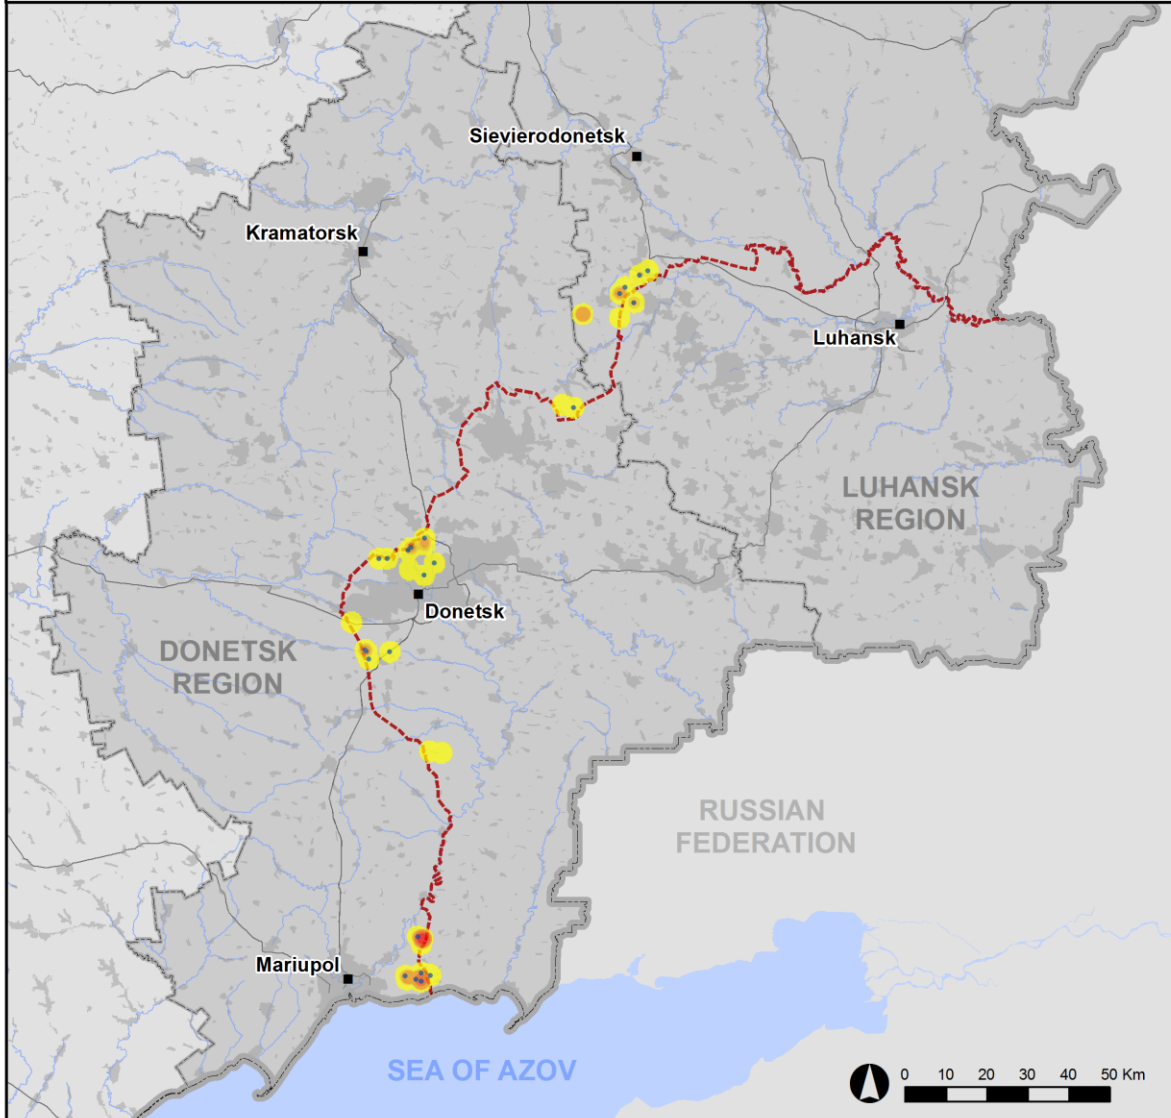 Sievierodonetsk
Kramatorsk
Luhansk
LUHANSK
REGION
Donetsk
DONETSK
REGION
RUSSIAN
FEDERATION
Mariupol
SEA OF AZOV
0 10 20 30 40 50 Km